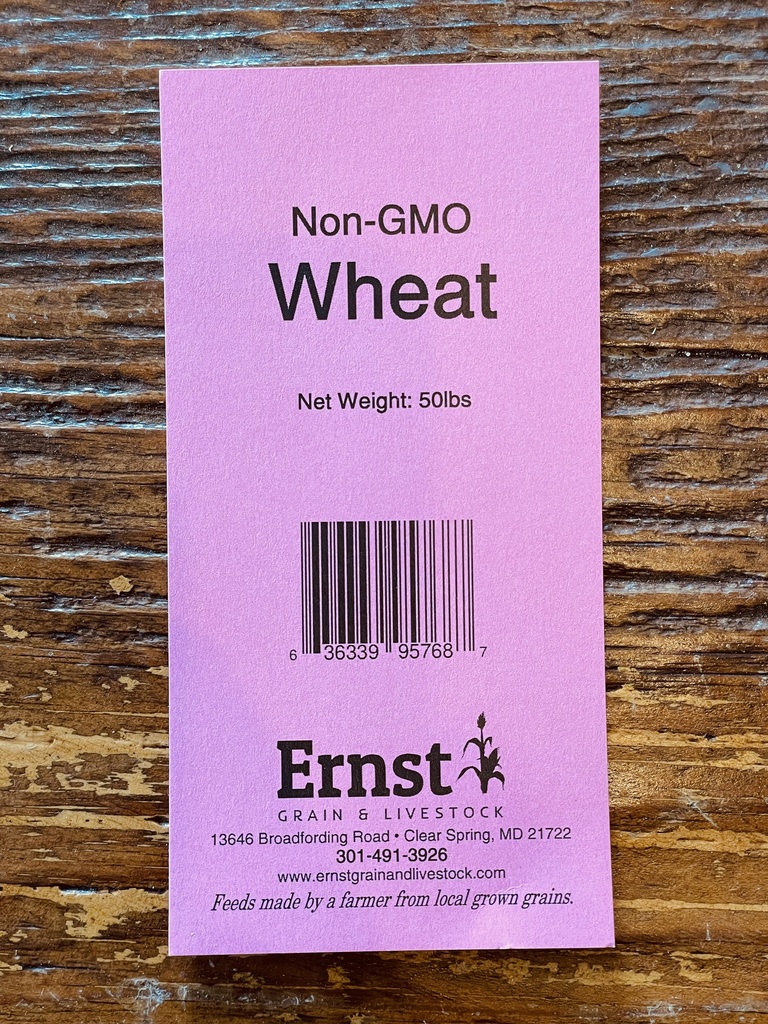 Non-GMO
Wheat
Net Weight: 50lbs
6 36339 95768 7
Ernst
GRAIN & LIVESTOCK
13646 Broadfording Road • Clear Spring, MD 21722
301-491-3926
www.ernstgrainandlivestock.com
Feeds made by a farmer from local grown grains.